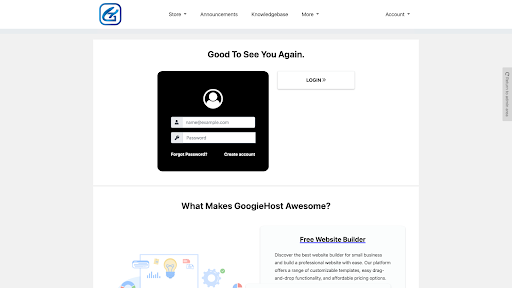 Store
Announcements
Knowledgebase
More
Account
Good To See You Again.
name@example.com
Password
Forgot Password?
Create account
LOGIN
Return to admin area
What Makes GoogieHost Awesome?
Free Website Builder
Discover the best website builder for small business
and build a professional website with ease. Our platform
offers a range of customizable templates, easy drag-
and-drop functionality, and affordable pricing options.